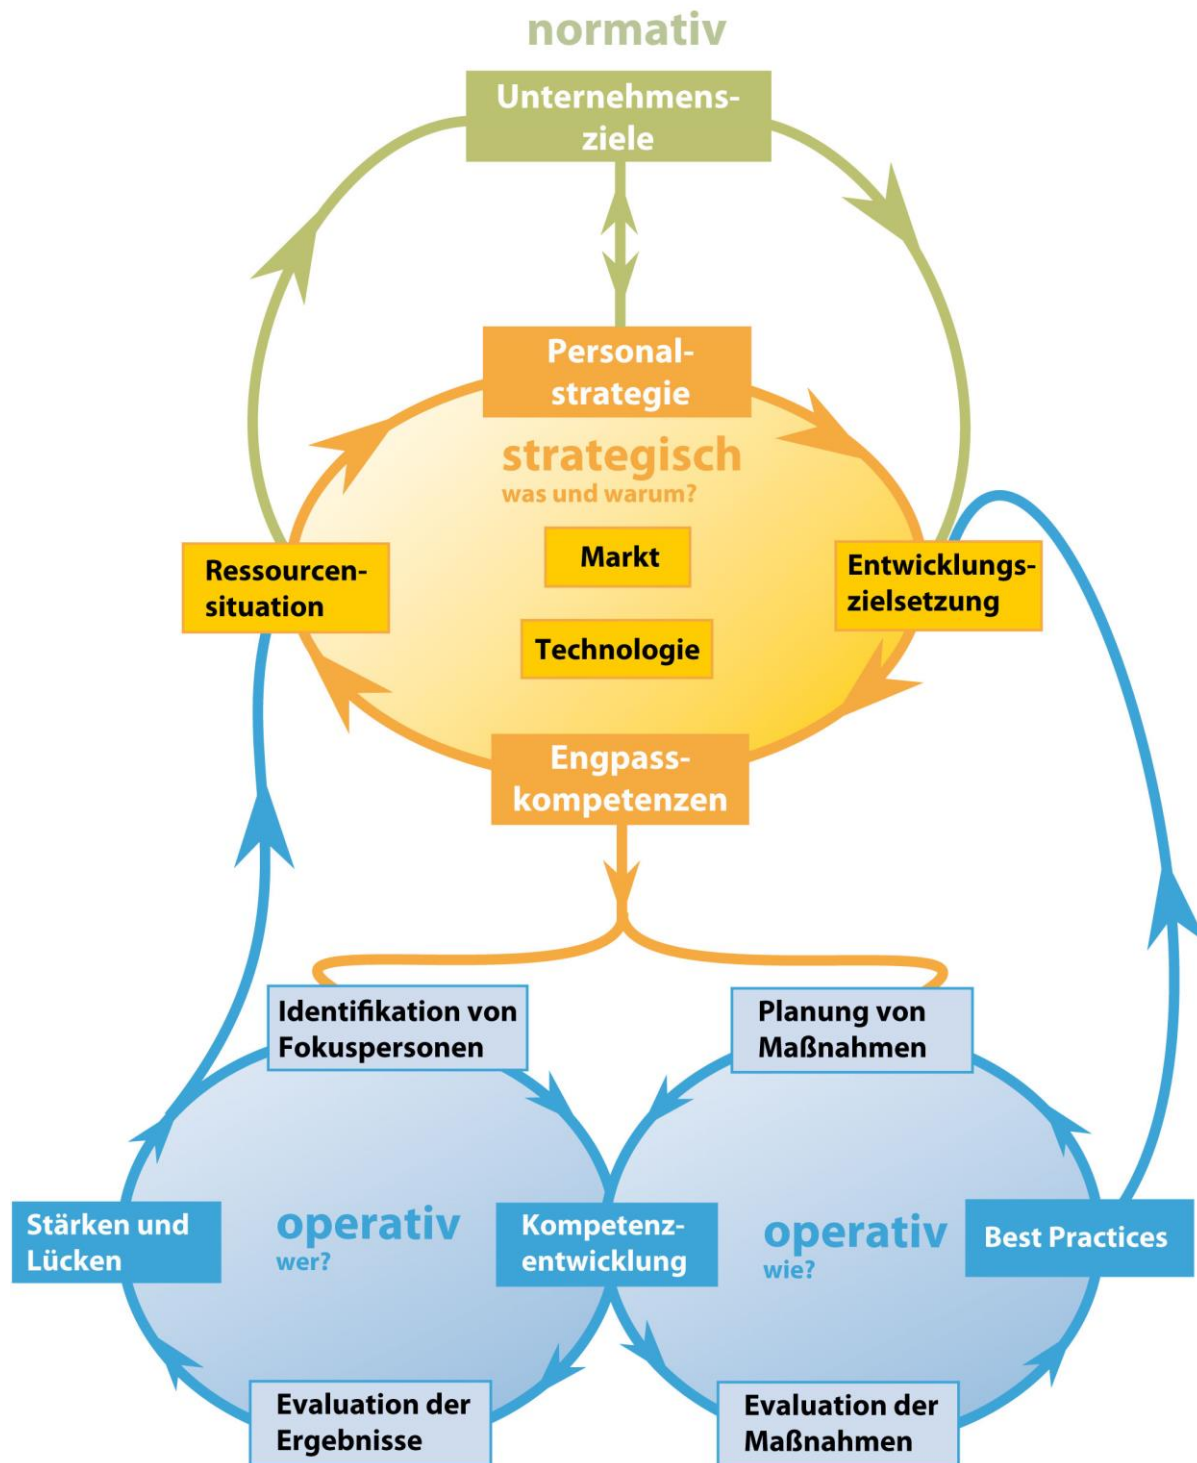 normativ
Unternehmens-
ziele
Personal-
strategie
strategisch
was und warum?
Markt
Technologie
Ressourcen-
situation
Entwicklungs-
zielsetzung
Engpass-
kompetenzen
Identifikation von
Fokuspersonen
Planung von
Maßnahmen
Stärken und
Lücken
operativ
wer?
Kompetenz-
entwicklung
operativ
wie?
Best Practices
Evaluation der
Ergebnisse
Evaluation der
Maßnahmen